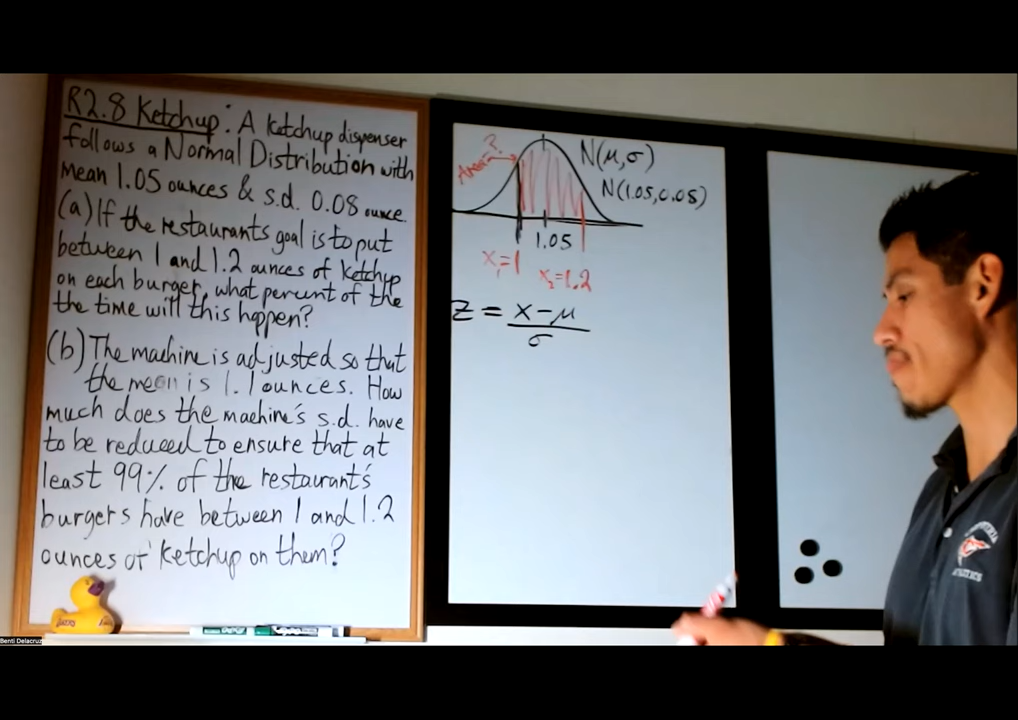 R2.8 Ketchup: A ketchup dispenser
follows a Normal Distribution with
mean 1.05 ounces & s.d. 0.08 ounce
(a) If the restaurants goal is to put
between 1 and 1.2 ounces of ketchup
on each burger, what percent of the
the time will this happen?
(b) The machine is adjusted so that
the mean is 1.1 ounces. How
much does the machine's s.d. have
to be reduced to ensure that at
least 99% of the restaurant's
burgers have between 1 and 1.2
ounces of ketchup on them?
Benti Delacruz
Area?
N(μ,σ)
N(1.05,0.08)
1.05
x₁=1
x₂=1.2
z = x-μ
σ